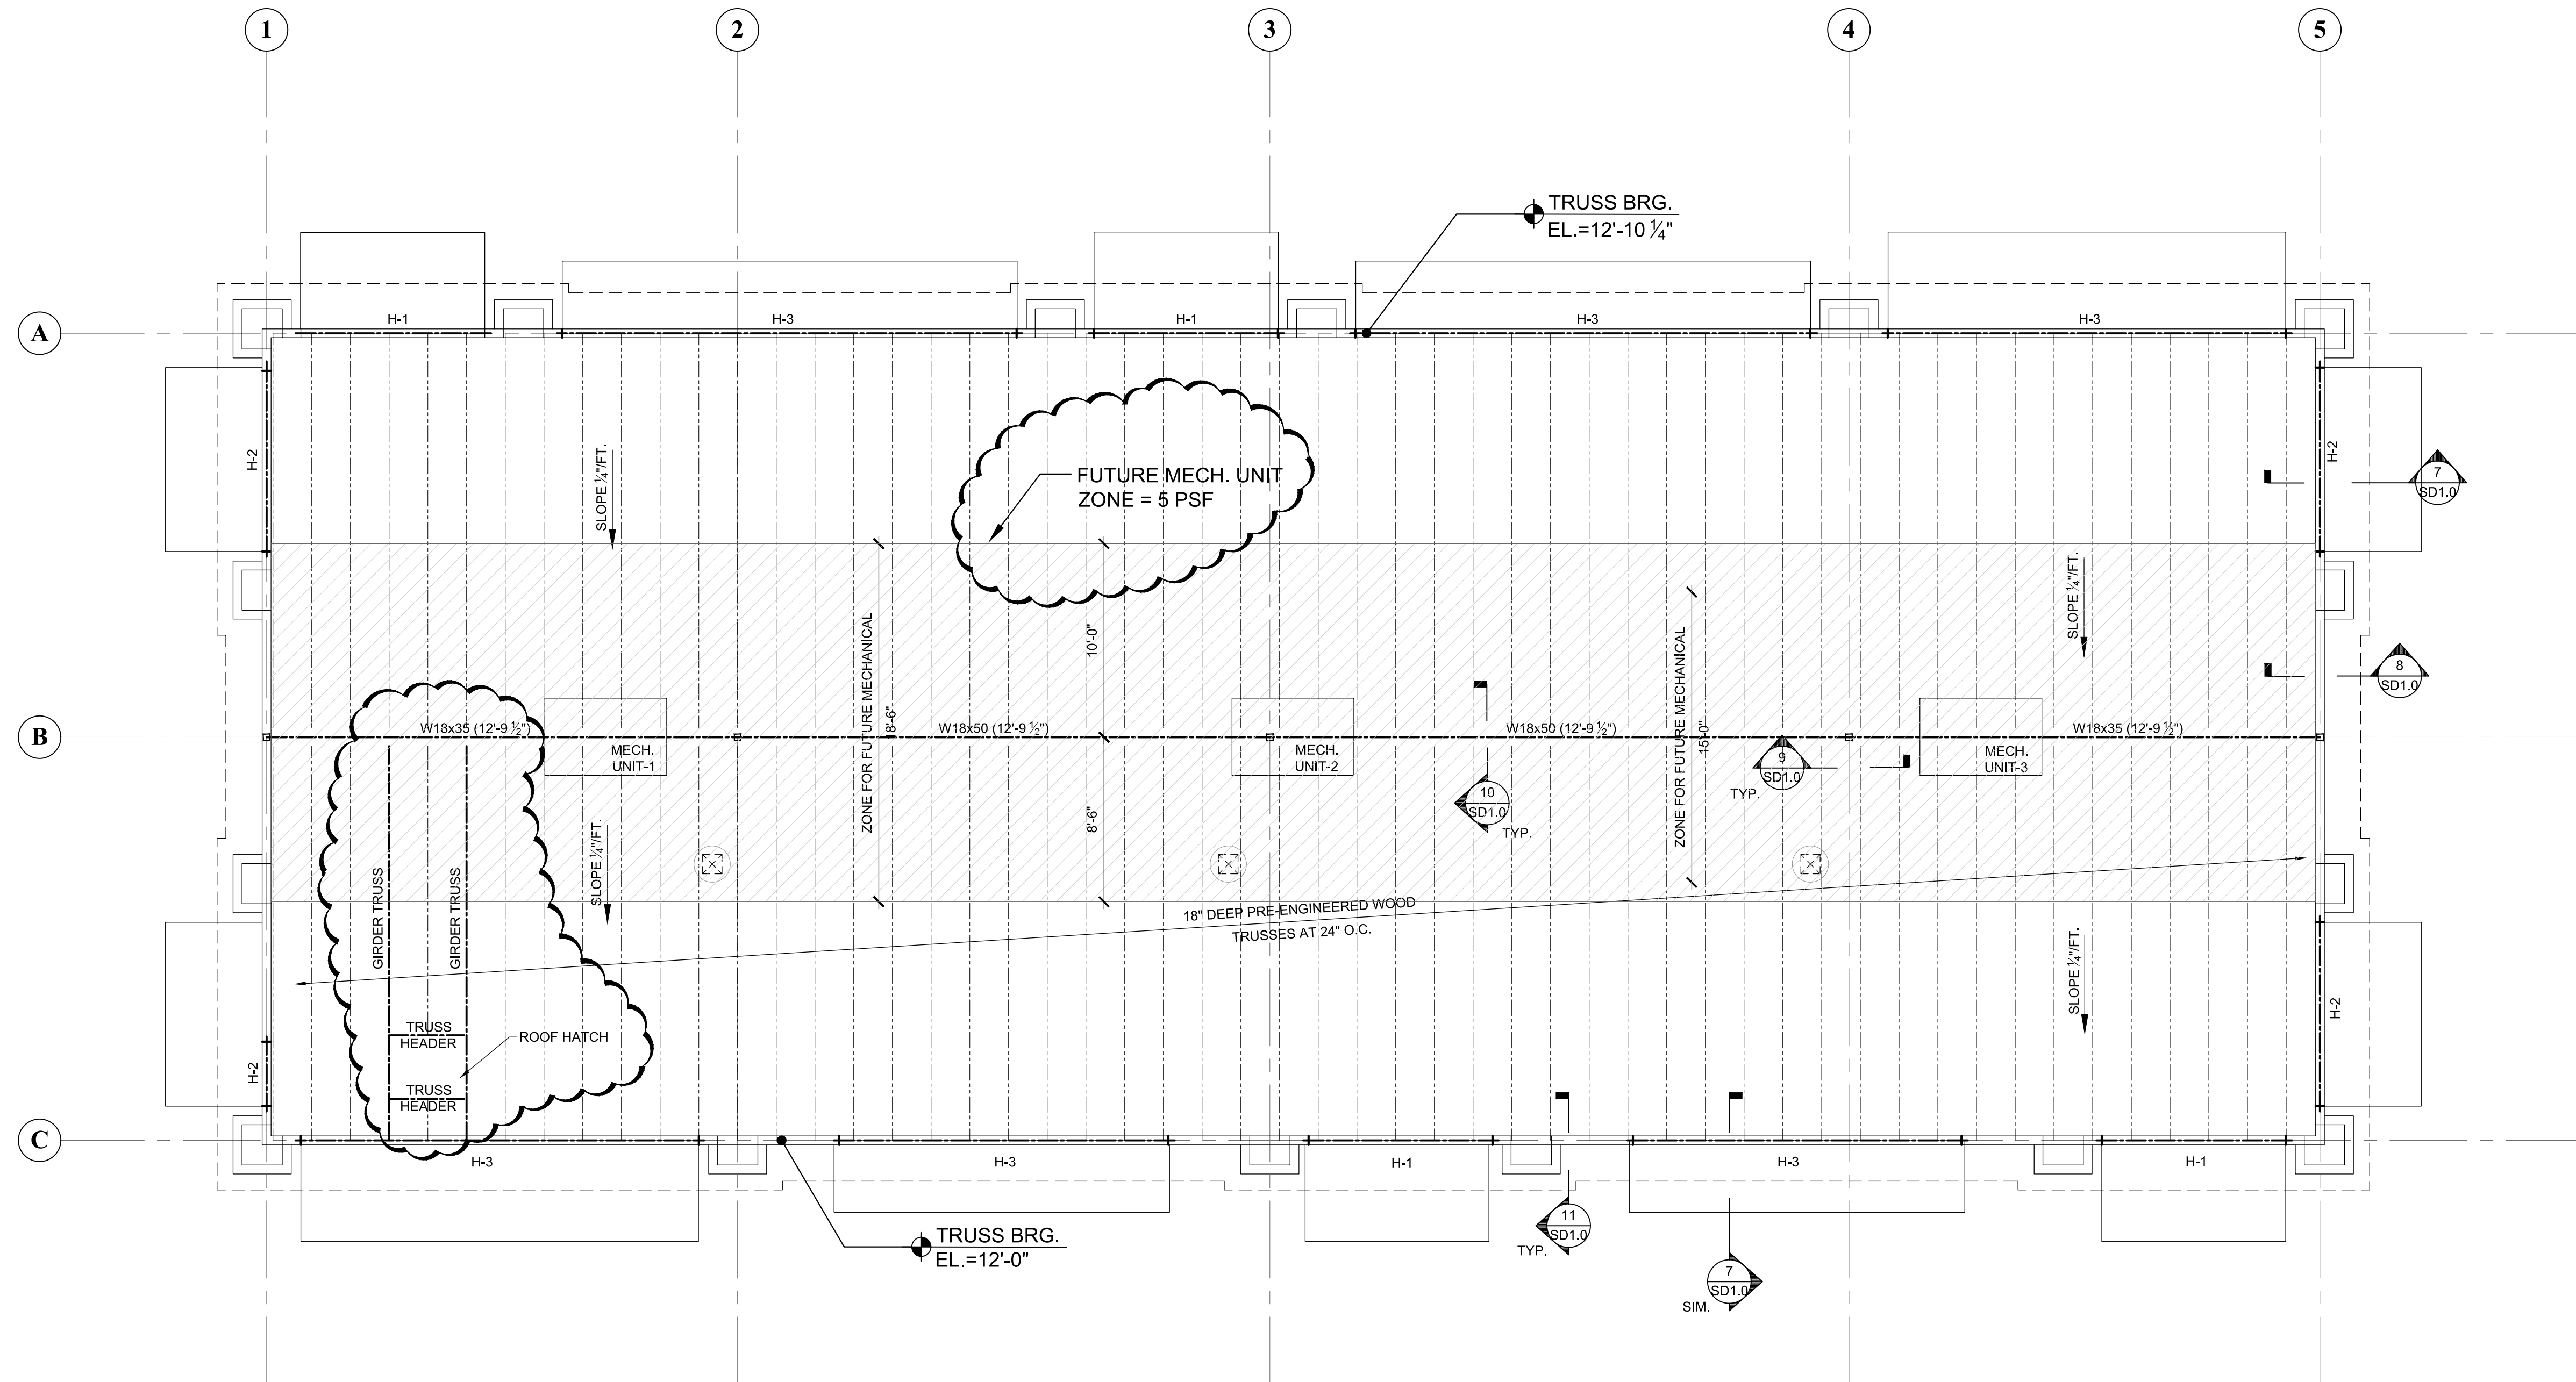 1
2
3
4
5
TRUSS BRG.
EL.=12'-10 ¼"
A
H-1
H-3
H-1
H-3
H-3
H-2
SLOPE ¼"/FT.
FUTURE MECH. UNIT
ZONE = 5 PSF
H-2
7
SD1.0
SLOPE ¼"/FT.
8
SD1.0
ZONE FOR FUTURE MECHANICAL
18'-6"
10'-0"
ZONE FOR FUTURE MECHANICAL
15'-0"
B
W18x35 (12'-9 ½")
W18x50 (12'-9 ½")
W18x50 (12'-9 ½")
W18x35 (12'-9 ½")
MECH.
UNIT-1
MECH.
UNIT-2
MECH.
UNIT-3
9
SD1.0
TYP.
10
SD1.0
TYP.
8'-6"
SLOPE ¼"/FT.
GIRDER TRUSS
GIRDER TRUSS
18" DEEP PRE-ENGINEERED WOOD
TRUSSES AT 24" O.C.
SLOPE ¼"/FT.
H-2
TRUSS
HEADER
ROOF HATCH
H-2
TRUSS
HEADER
C
H-3
H-3
H-1
H-3
H-1
TRUSS BRG.
EL.=12'-0"
11
SD1.0
TYP.
7
SD1.0
SIM.